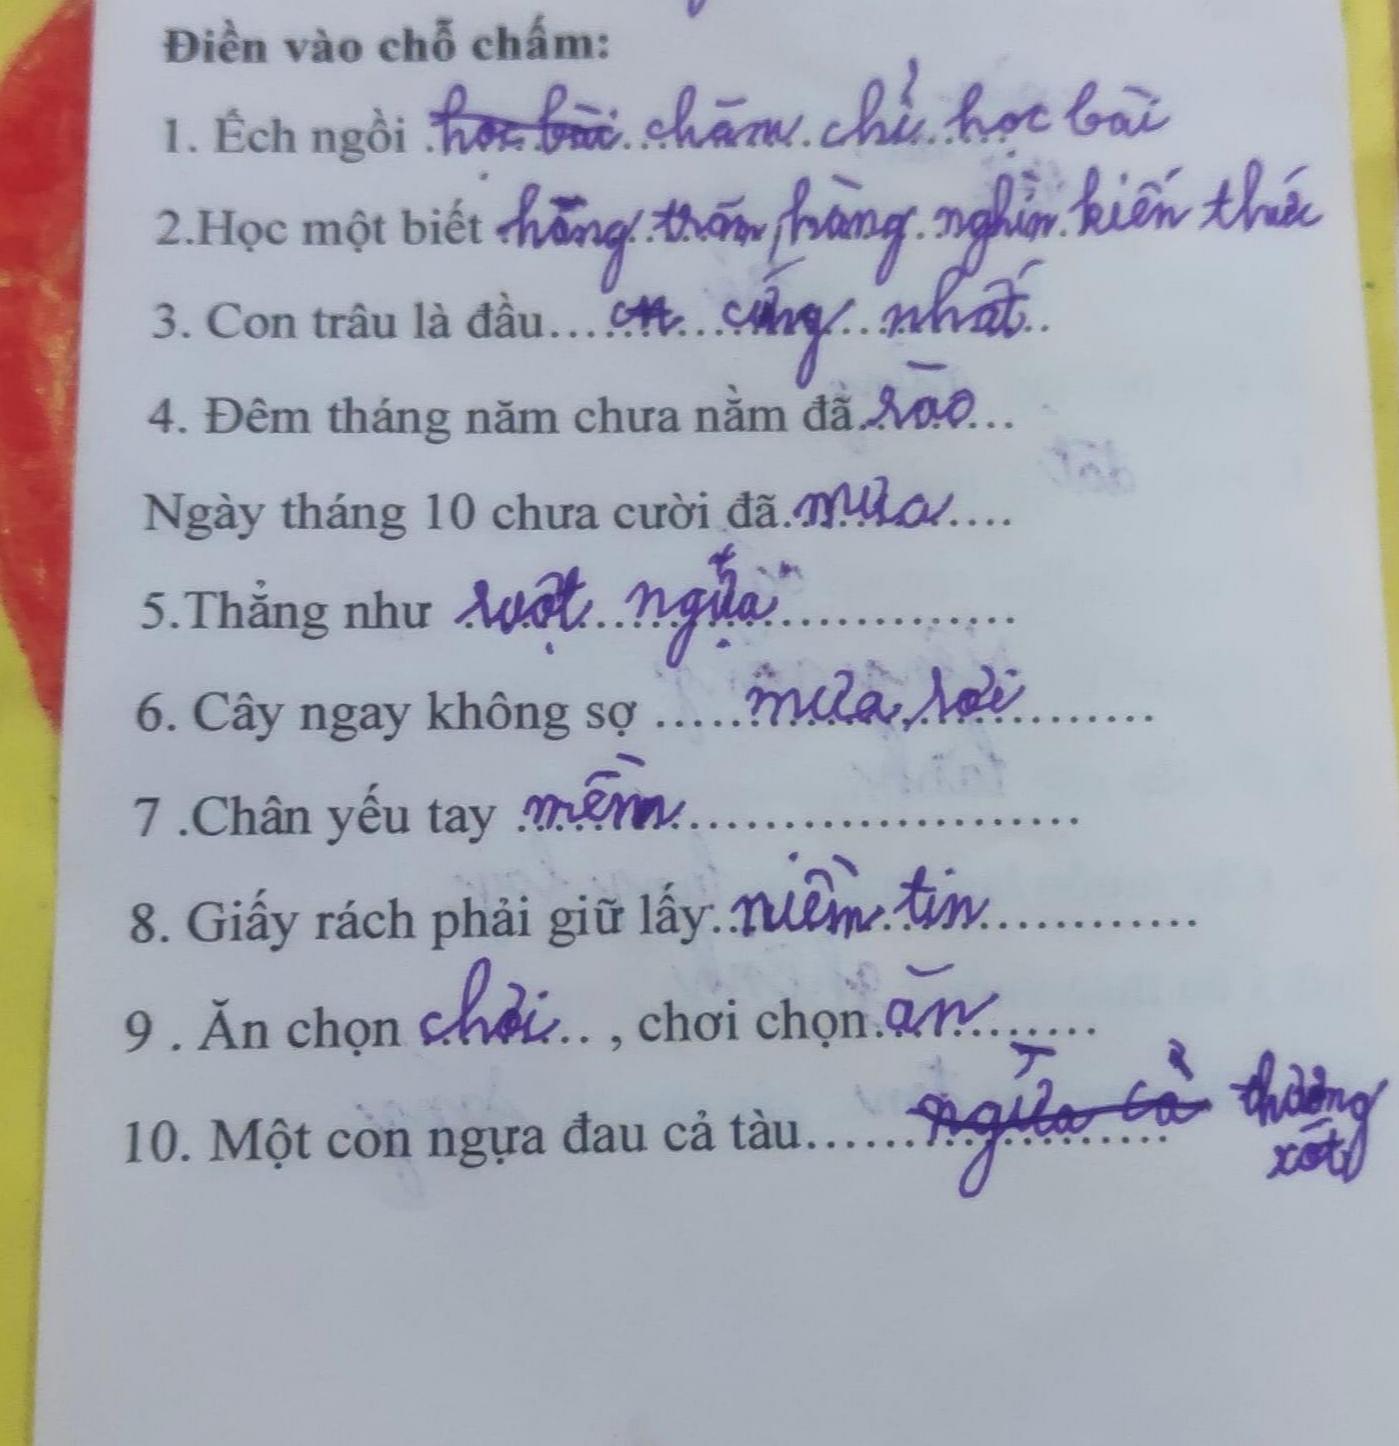 Điền vào chỗ chấm:
1. Ếch ngồi học bài chăm chỉ học bài
2.Học một biết hàng trăm, hàng nghìn kiến thức
3. Con trâu là đầu...... cứng nhất..
4. Đêm tháng năm chưa nằm đã rào...
Ngày tháng 10 chưa cười đã mưa....
5.Thẳng như ruột ngựa..............
6. Cây ngay không sợ .....mưa, rơi............
7 .Chân yếu tay mềm......................
8. Giấy rách phải giữ lấy niềm tin............
9 . Ăn chọn chơi.. , chơi chọn ăn.......
10. Một con ngựa đau cả tàu...... ngựa cả thương
xót